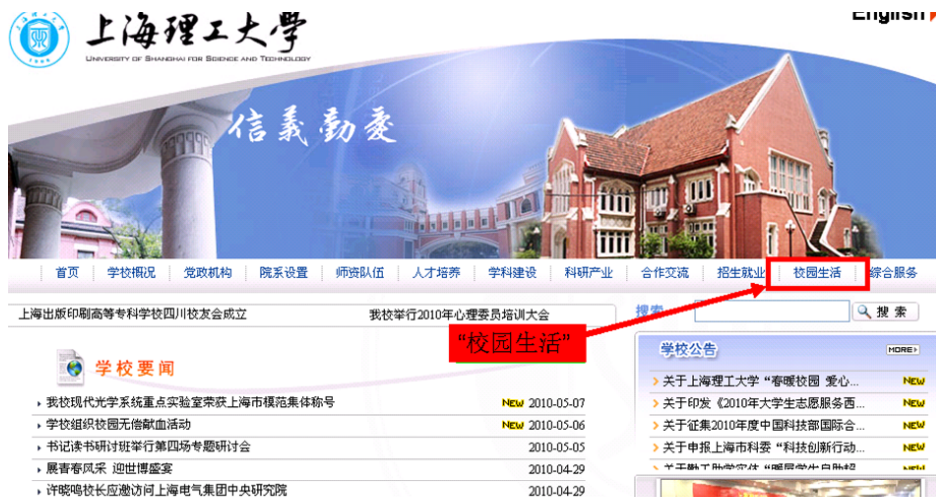 English
上海理工大學
UNIVERSITY OF SHANGHAI FOR SCIENCE AND TECHNOLOGY
信義勤愛
首页 学校概况 党政机构 院系设置 师资队伍 人才培养 学科建设 科研产业 合作交流 招生就业 校园生活 综合服务
上海出版印刷高等专科学校四川校友会成立 我校举行2010年心理委员培训大会 搜索 搜索
“校园生活”
学校要闻
我校现代光学系统重点实验室荣获上海市模范集体称号 NEW 2010-05-07
学校组织校园无偿献血活动 NEW 2010-05-06
书记读书研讨班举行第四场专题研讨会 2010-05-05
展青春风采 迎世博盛宴 2010-04-29
许晓鸣校长应邀访问上海电气集团中央研究院 2010-04-29
学校公告 MORE
关于上海理工大学“春暖校园 爱心... NEW
关于印发《2010年大学生志愿服务西... NEW
关于征集2010年度中国科技部国际合... NEW
关于申报上海市科委“科技创新行动... NEW